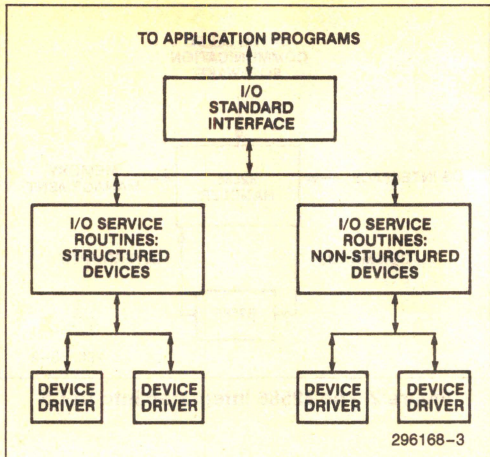 TO APPLICATION PROGRAMS
I/O
STANDARD
INTERFACE
I/O SERVICE
ROUTINES:
STRUCTURED
DEVICES
I/O SERVICE
ROUTINES:
NON-STURCTURED
DEVICES
DEVICE
DRIVER
DEVICE
DRIVER
DEVICE
DRIVER
DEVICE
DRIVER
296168-3